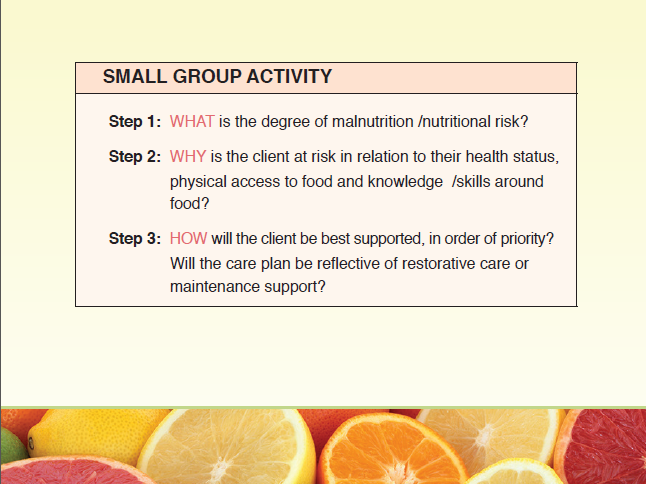 SMALL GROUP ACTIVITY
Step 1: WHAT is the degree of malnutrition /nutritional risk?
Step 2: WHY is the client at risk in relation to their health status,
physical access to food and knowledge /skills around
food?
Step 3: HOW will the client be best supported, in order of priority?
Will the care plan be reflective of restorative care or
maintenance support?